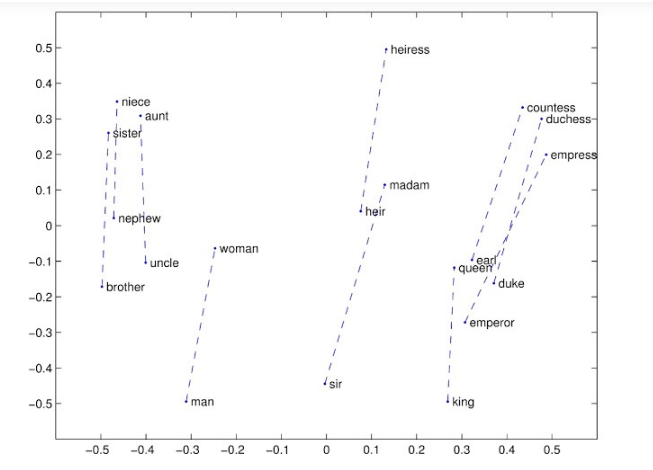 heiress
0.5
niece
0.4
countess
aunt
0.3
duchess
sister
0.2
empress
madam
0.1
heir
nephew
0
woman
earl
−0.1
uncle
queen
duke
brother
−0.2
emperor
−0.3
−0.4
sir
man
king
−0.5
−0.5 −0.4 −0.3 −0.2 −0.1 0 0.1 0.2 0.3 0.4 0.5